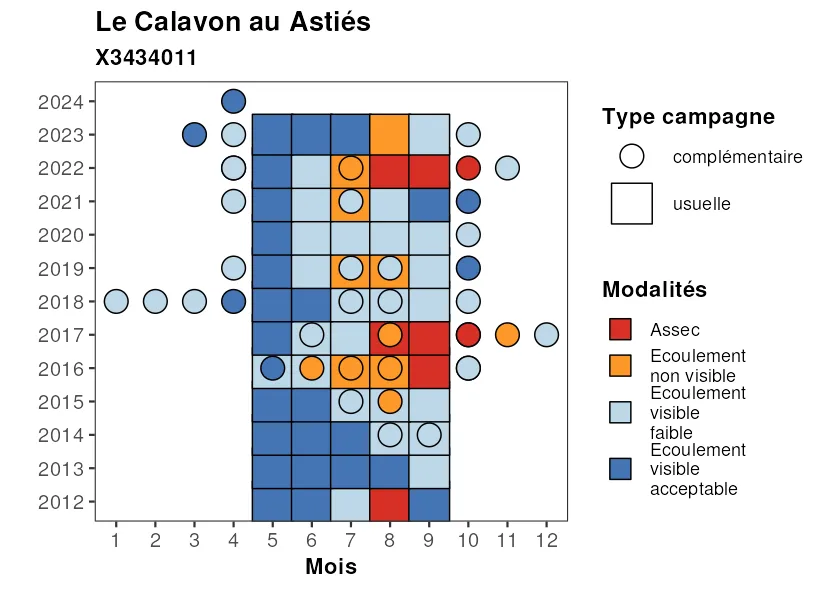 Le Calavon au Astiés
X3434011
2024
2023
2022
2021
2020
2019
2018
2017
2016
2015
2014
2013
2012
1 2 3 4 5 6 7 8 9 10 11 12
Mois
Type campagne
complémentaire
usuelle
Modalités
Assec
Ecoulement
non visible
Ecoulement
visible
faible
Ecoulement
visible
acceptable